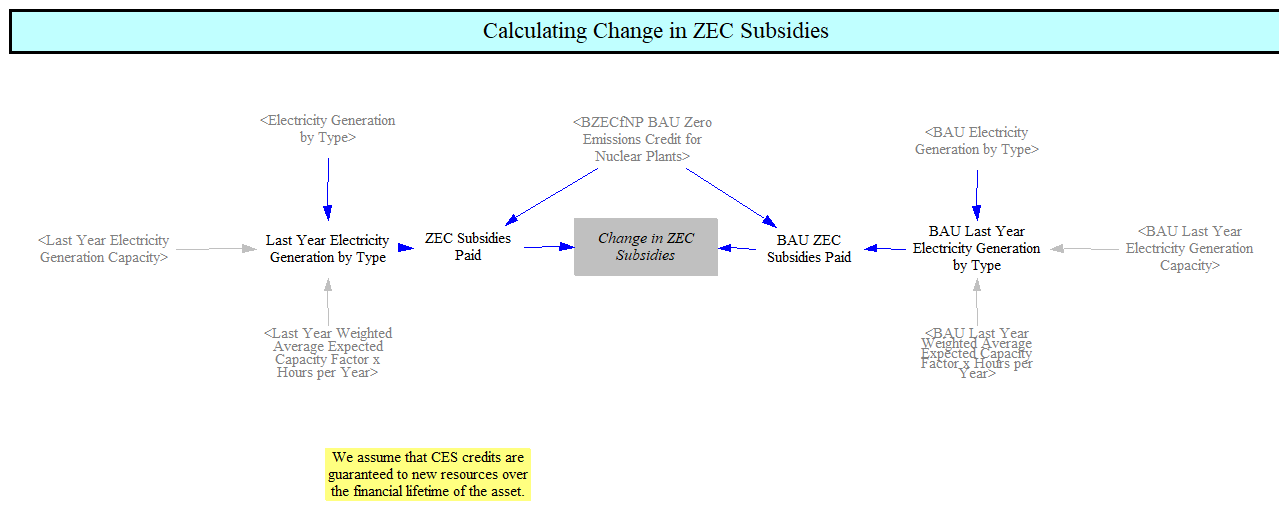 Calculating Change in ZEC Subsidies
<Electricity Generation
by Type>
<BZECfNP BAU Zero
Emissions Credit for
Nuclear Plants>
<BAU Electricity
Generation by Type>
<Last Year Electricity
Generation Capacity>
Last Year Electricity
Generation by Type
ZEC Subsidies
Paid
Change in ZEC
Subsidies
BAU ZEC
Subsidies Paid
BAU Last Year
Electricity Generation
by Type
<BAU Last Year
Electricity Generation
Capacity>
<Last Year Weighted
Average Expected
Capacity Factor x
Hours per Year>
<BAU Last Year
Weighted Average
Expected Capacity
Factor x Hours per
Year>
We assume that CES credits are
guaranteed to new resources over
the financial lifetime of the asset.